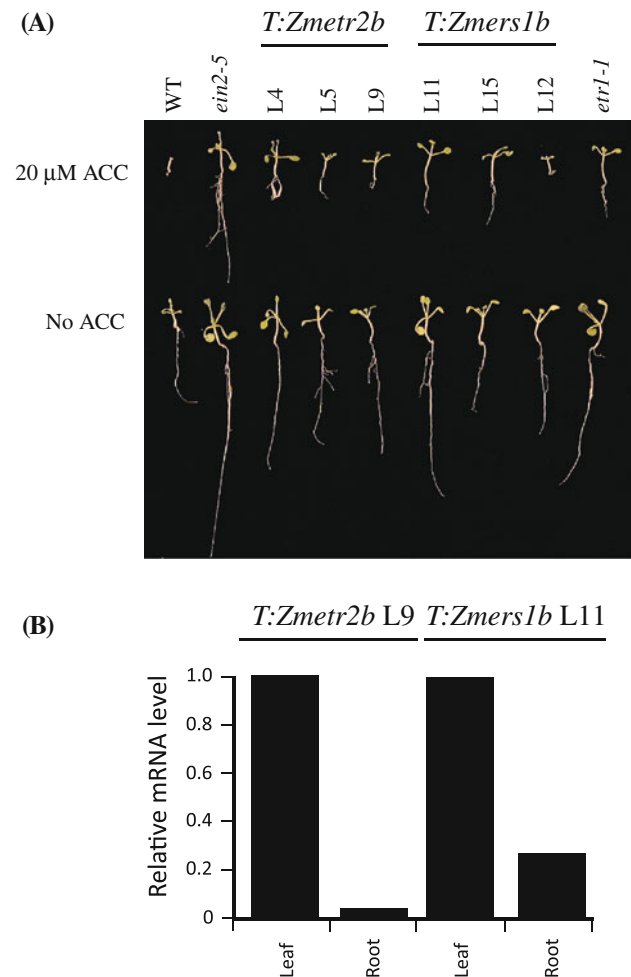 (A)
T:Zmetr2b T:Zmers1b
WT ein2-5 L4 L5 L9 L11 L15 L12 etr1-1
20 µM ACC
No ACC
(B)
T:Zmetr2b L9 T:Zmers1b L11
Relative mRNA level
1.0
0.8
0.6
0.4
0.2
0
Leaf Root Leaf Root